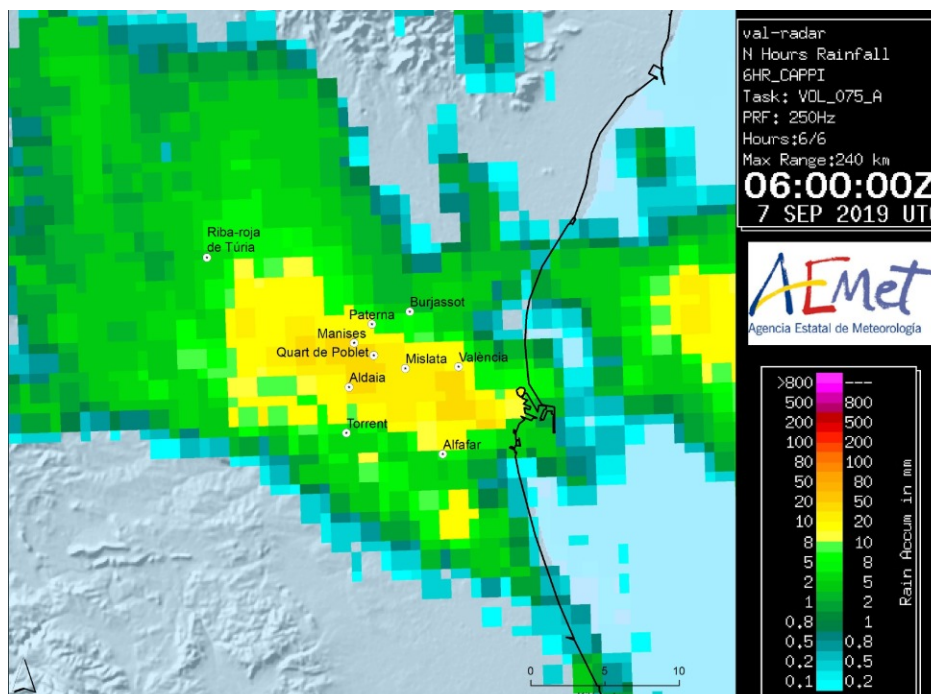 val-radar
N Hours Rainfall
6HR_CAPPI
Task: VOL_075_A
PRF: 250Hz
Hours:6/6
Max Range:240 km
06:00:00Z
7 SEP 2019 UTC
AEMet
Agencia Estatal de Meteorología
Riba-roja
de Túria
Burjassot
Paterna
Manises
Quart de Poblet
Mislata
València
Aldaia
Torrent
Alfafar
0 5 10
>800 ---
500 800
200 500
100 200
80 100
50 80
20 50
10 20
8 10
5 8
2 5
1 2
0.8 1
0.5 0.8
0.2 0.5
0.1 0.2
Rain Accum in mm